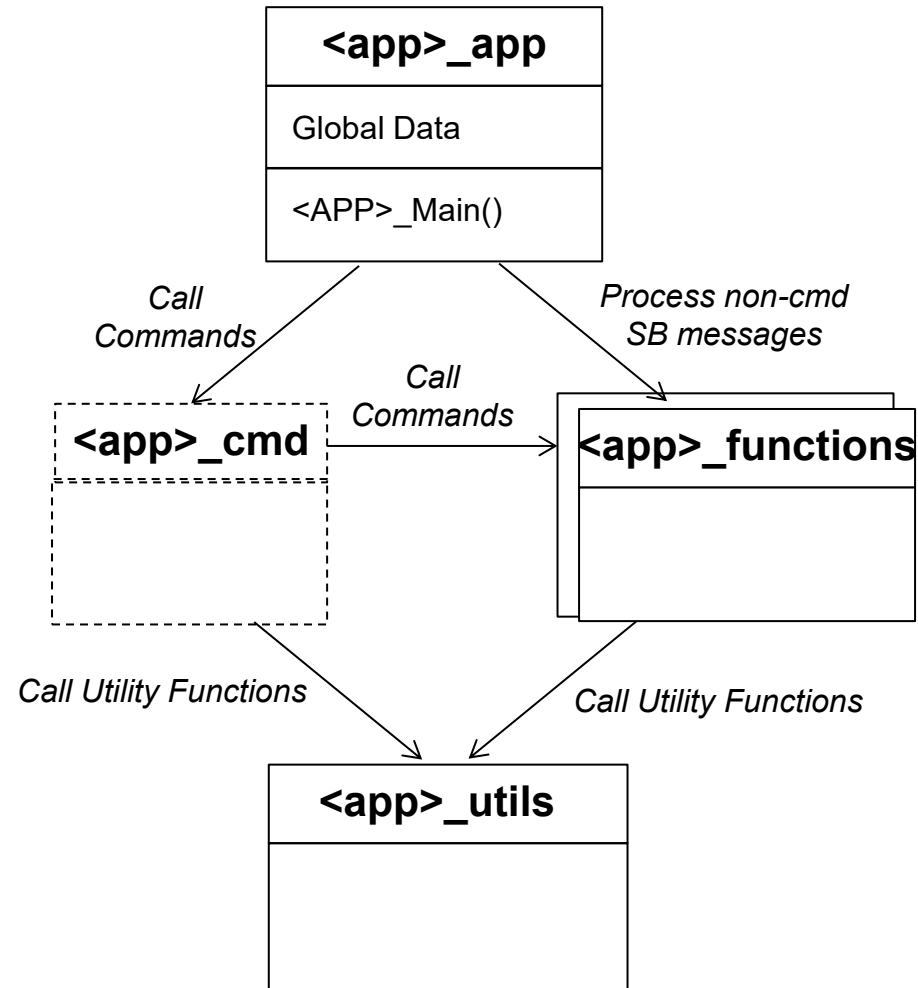 <app>_app
Global Data
<APP>_Main()
Call
Commands
Process non-cmd
SB messages
Call
Commands
<app>_cmd
<app>_functions
Call Utility Functions
Call Utility Functions
<app>_utils